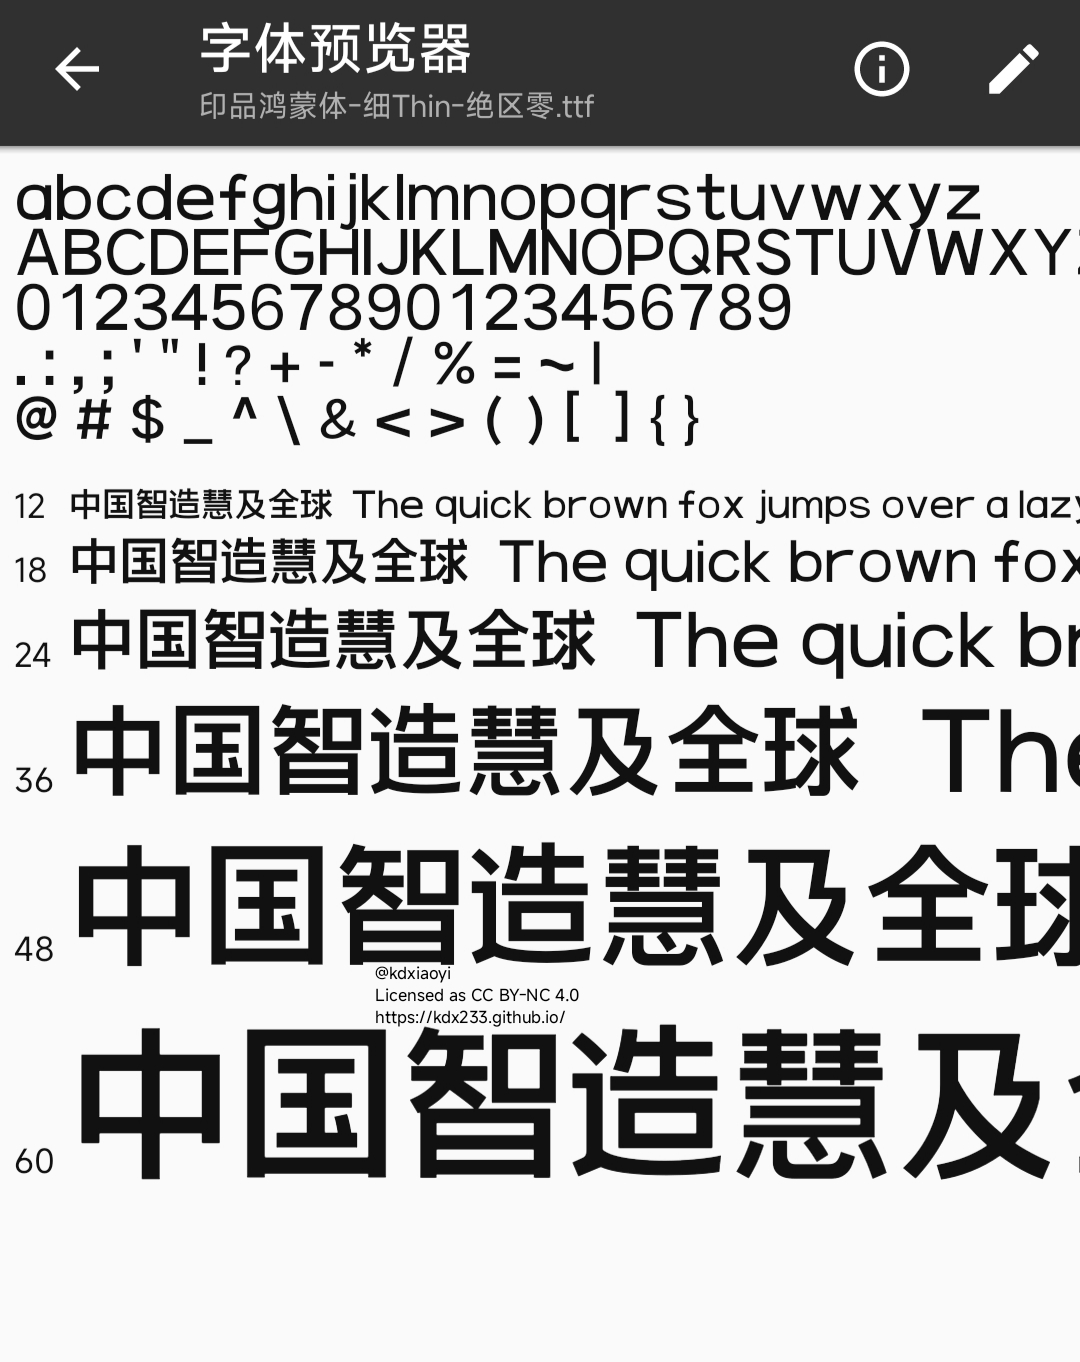 字体预览器
印品鸿蒙体-细Thin-绝区零.ttf
abcdefghijklmnopqrstuvwxyz
ABCDEFGHIJKLMNOPQRSTUVWXYZ
01234567890123456789
. : , ; ' " ! ? + - * / % = ~ |
@ # $ _ ^ \ & < > ( ) [ ] { }
12 中国智造慧及全球 The quick brown fox jumps over a lazy
18 中国智造慧及全球 The quick brown fox
24 中国智造慧及全球 The quick br
36 中国智造慧及全球 The
48 中国智造慧及全球
@kdxiaoyi
Licensed as CC BY-NC 4.0
https://kdx233.github.io/
60 中国智造慧及